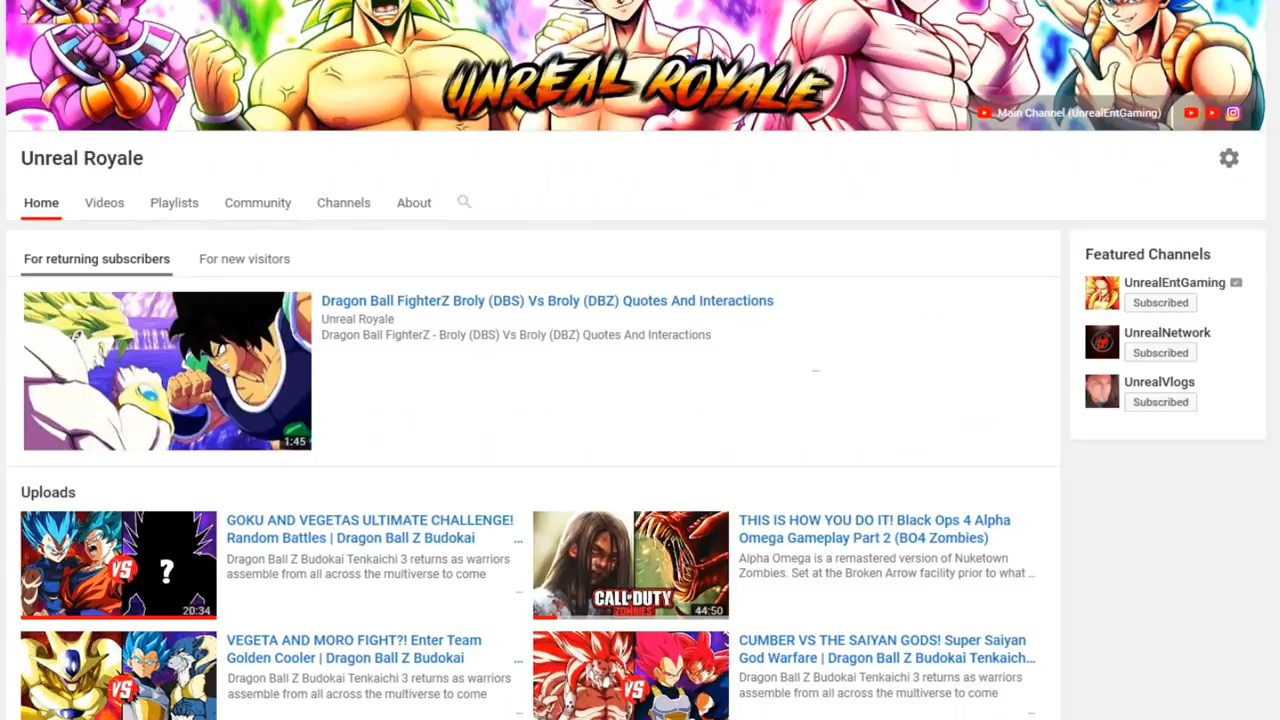 UNREAL ROYALE
Main Channel (UnrealEntGaming)
Unreal Royale
Home Videos Playlists Community Channels About
For returning subscribers For new visitors
Dragon Ball FighterZ Broly (DBS) Vs Broly (DBZ) Quotes And Interactions
Unreal Royale
Dragon Ball FighterZ - Broly (DBS) Vs Broly (DBZ) Quotes And Interactions
...
1:45
Featured Channels
UnrealEntGaming
Subscribed
UnrealNetwork
Subscribed
UnrealVlogs
Subscribed
Uploads
VS ?
20:34
GOKU AND VEGETAS ULTIMATE CHALLENGE!
Random Battles | Dragon Ball Z Budokai ...
Dragon Ball Z Budokai Tenkaichi 3 returns as warriors
assemble from all across the multiverse to come
...
CALL OF DUTY
ZOMBIES
44:50
THIS IS HOW YOU DO IT! Black Ops 4 Alpha
Omega Gameplay Part 2 (BO4 Zombies)
Alpha Omega is a remastered version of Nuketown
Zombies. Set at the Broken Arrow facility prior to what ...
VS
VEGETA AND MORO FIGHT?! Enter Team
Golden Cooler | Dragon Ball Z Budokai ...
Dragon Ball Z Budokai Tenkaichi 3 returns as warriors
assemble from all across the multiverse to come
...
VS
CUMBER VS THE SAIYAN GODS! Super Saiyan
God Warfare | Dragon Ball Z Budokai Tenkaich...
Dragon Ball Z Budokai Tenkaichi 3 returns as warriors
assemble from all across the multiverse to come
...